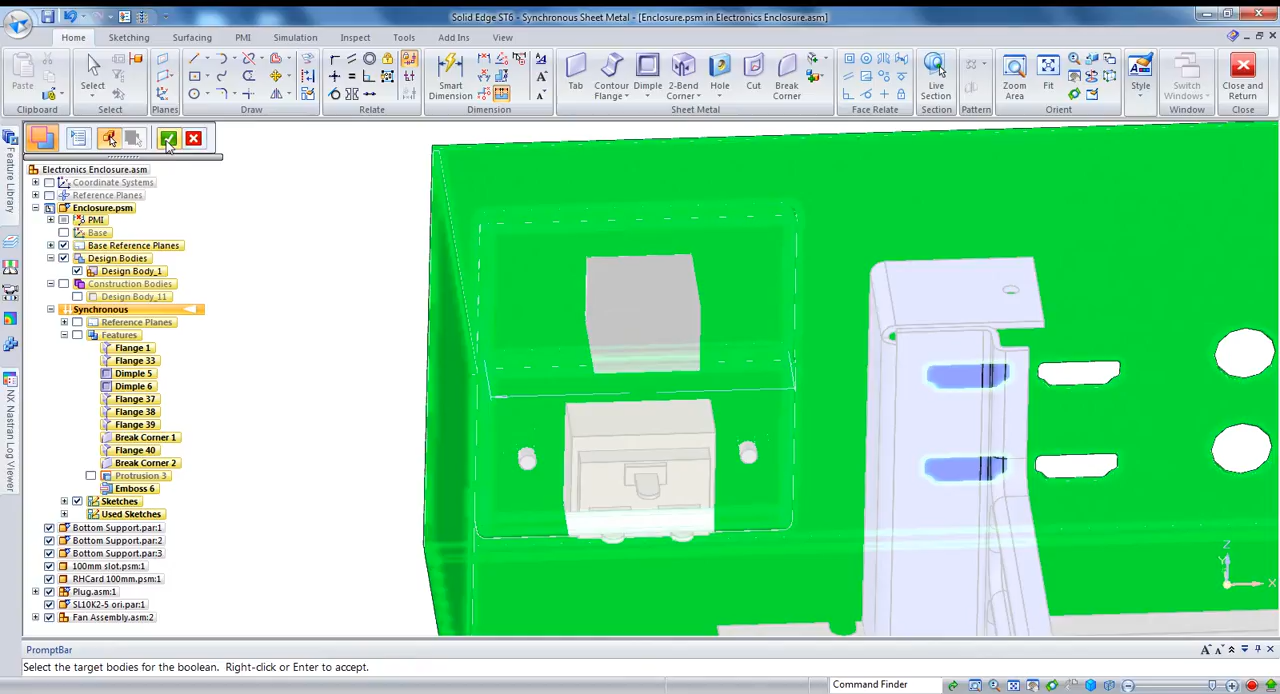 Solid Edge ST6 - Synchronous Sheet Metal - [Enclosure.psm in Electronics Enclosure.asm]
Home Sketching Surfacing PMI Simulation Inspect Tools Add Ins View
Paste Select Smart Dimension Tab Contour Flange Dimple 2-Bend Corner Hole Cut Break Corner Live Section Zoom Area Fit Style Switch Windows Close and Return
Clipboard Select Planes Draw Relate Dimension Sheet Metal Face Relate Section Pattern Orient Window Close
Feature Library
NX Nastran Log Viewer
Electronics Enclosure.asm
Coordinate Systems
Reference Planes
Enclosure.psm
PMI
Base
Base Reference Planes
Design Bodies
Design Body_1
Construction Bodies
Design Body_11
Synchronous
Reference Planes
Features
Flange 1
Flange 33
Dimple 5
Dimple 6
Flange 37
Flange 38
Flange 39
Break Corner 1
Flange 40
Break Corner 2
Protrusion 3
Emboss 6
Sketches
Used Sketches
Bottom Support.par:1
Bottom Support.par:2
Bottom Support.par:3
100mm slot.psm:1
RHCard 100mm.psm:1
Plug.asm:1
SL10K2-5 ori.par:1
Fan Assembly.asm:2
Z
Y
X
PromptBar
Select the target bodies for the boolean. Right-click or Enter to accept.
Command Finder